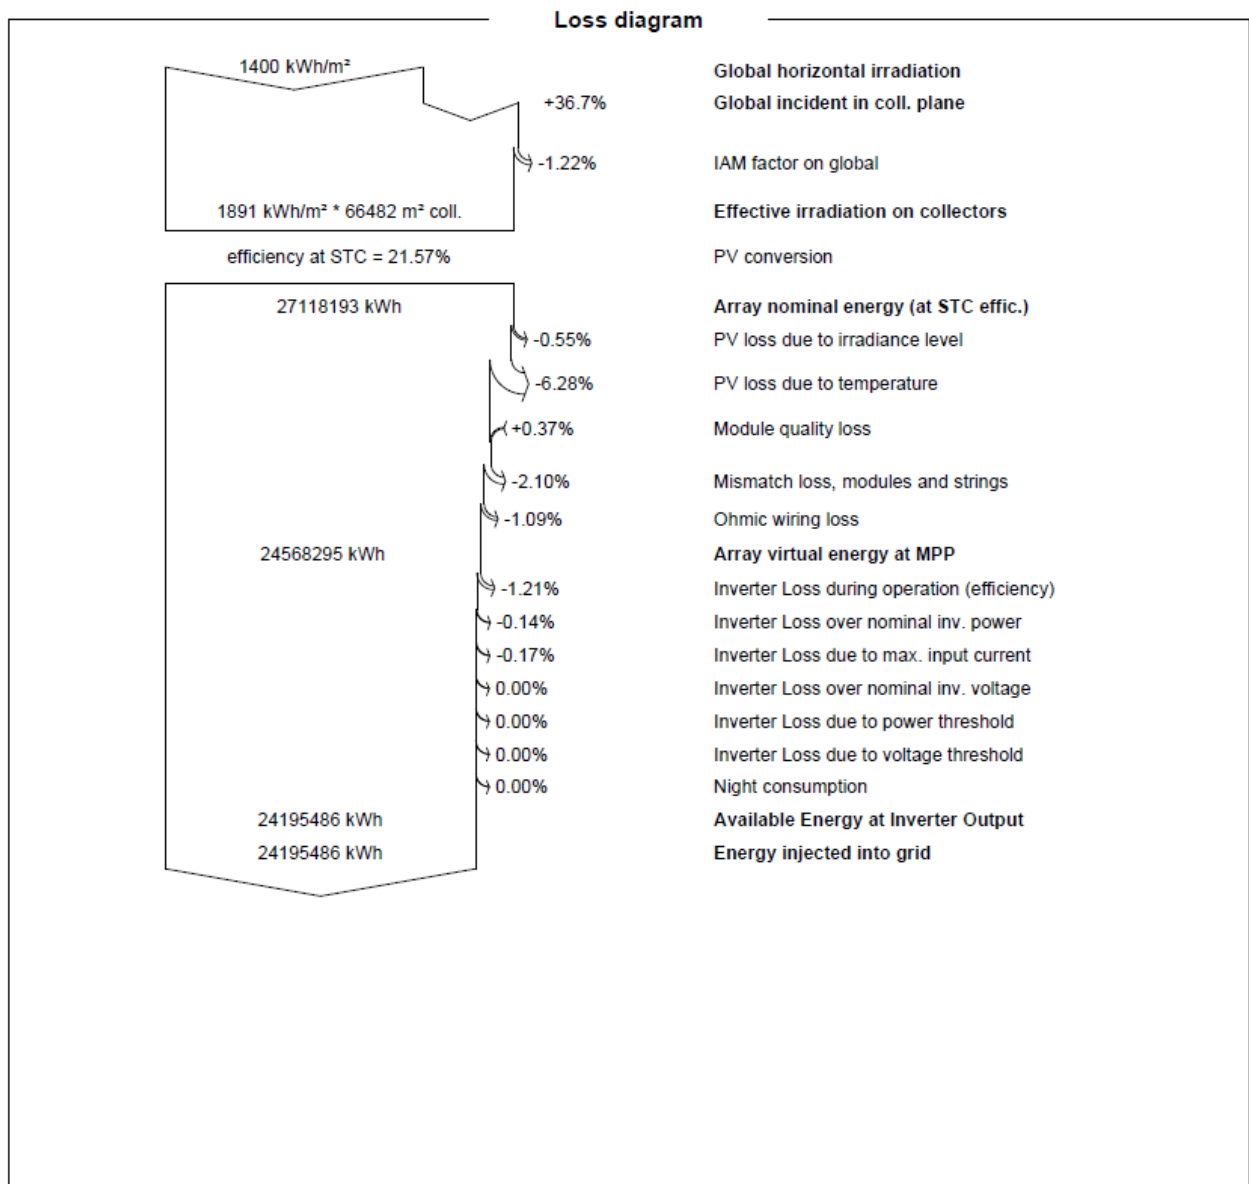 Loss diagram
1400 kWh/m² Global horizontal irradiation
+36.7% Global incident in coll. plane
-1.22% IAM factor on global
1891 kWh/m² * 66482 m² coll. Effective irradiation on collectors
efficiency at STC = 21.57% PV conversion
27118193 kWh Array nominal energy (at STC effic.)
-0.55% PV loss due to irradiance level
-6.28% PV loss due to temperature
+0.37% Module quality loss
-2.10% Mismatch loss, modules and strings
-1.09% Ohmic wiring loss
24568295 kWh Array virtual energy at MPP
-1.21% Inverter Loss during operation (efficiency)
-0.14% Inverter Loss over nominal inv. power
-0.17% Inverter Loss due to max. input current
0.00% Inverter Loss over nominal inv. voltage
0.00% Inverter Loss due to power threshold
0.00% Inverter Loss due to voltage threshold
0.00% Night consumption
24195486 kWh Available Energy at Inverter Output
24195486 kWh Energy injected into grid